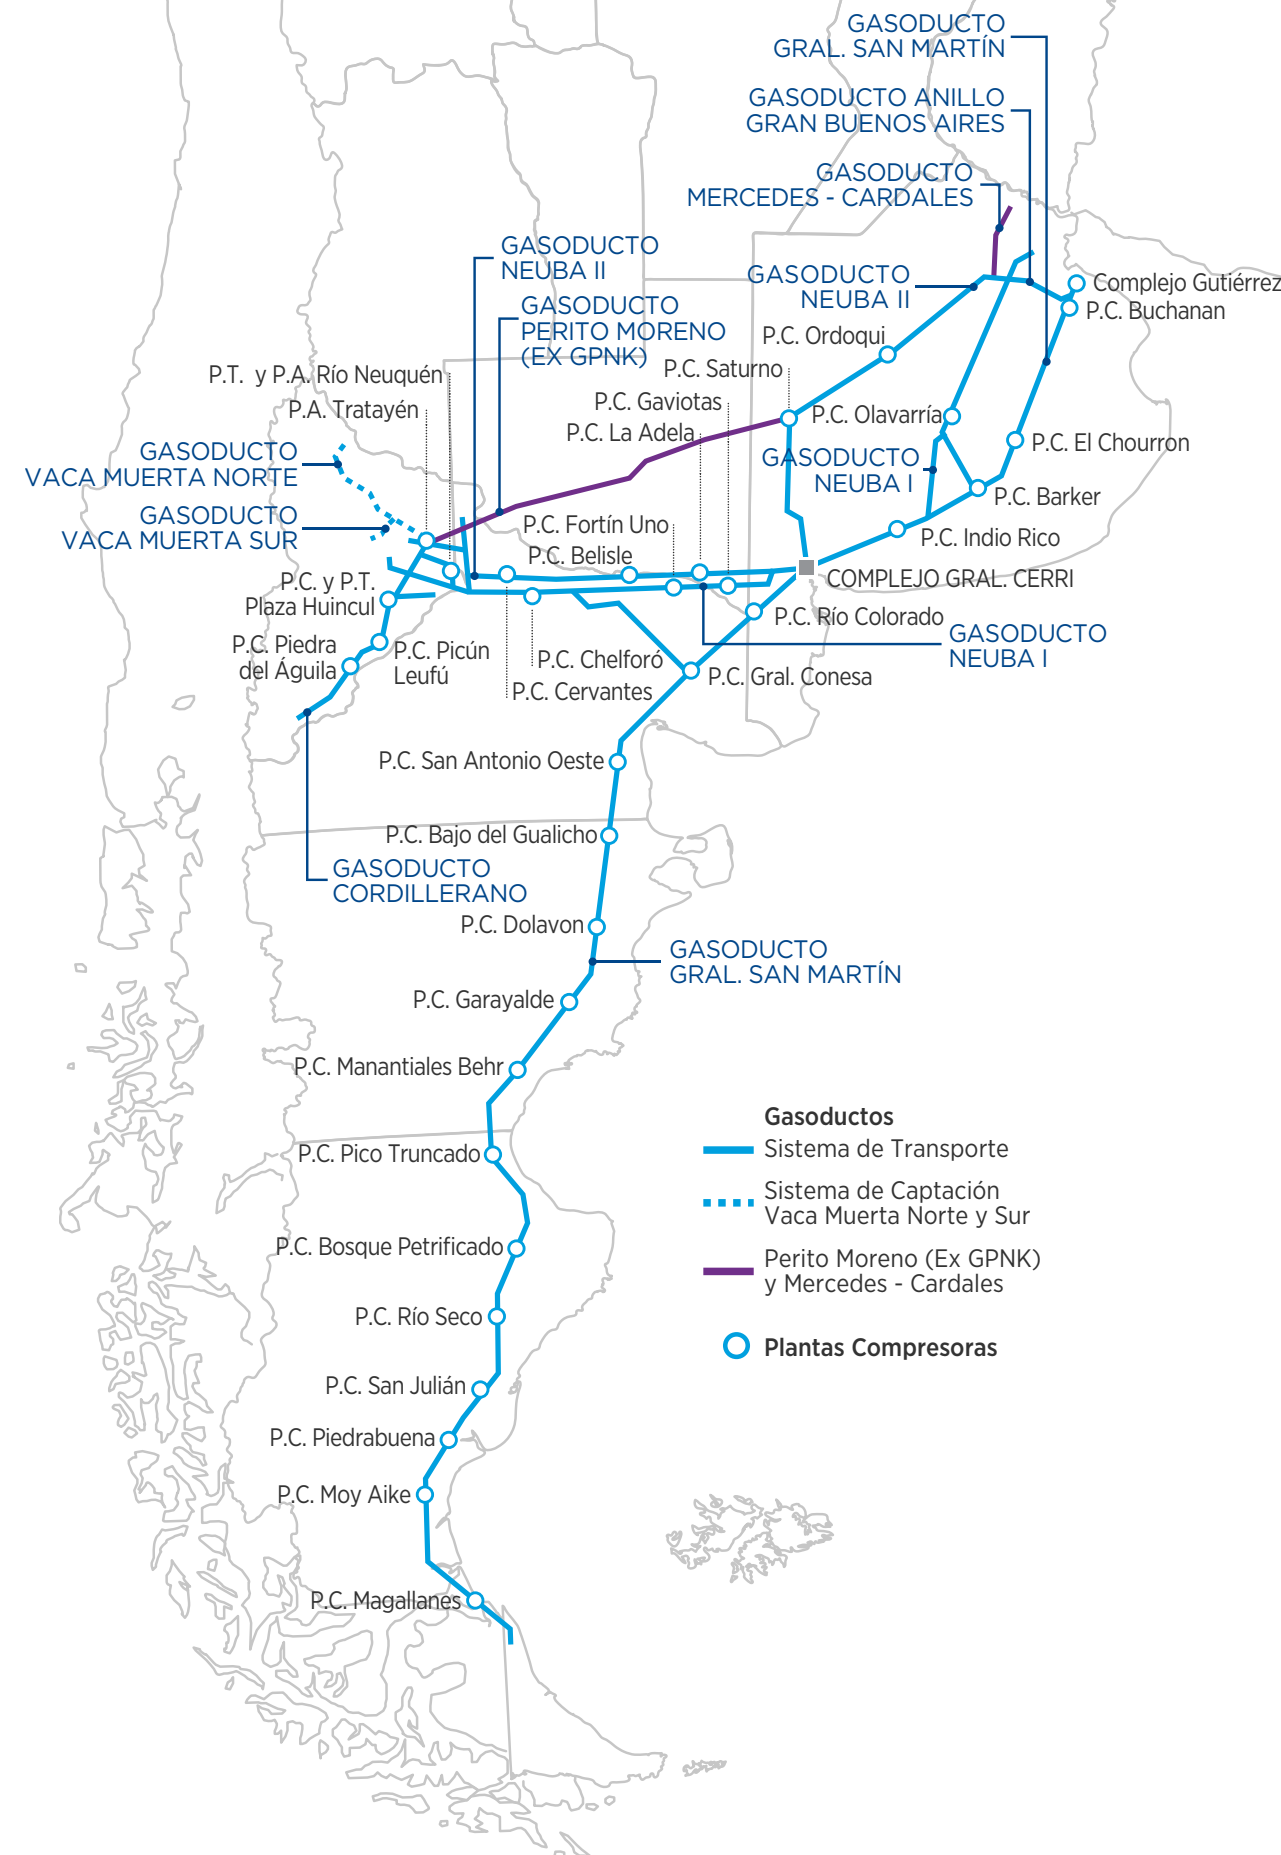 GASODUCTO
GRAL. SAN MARTÍN
GASODUCTO ANILLO
GRAN BUENOS AIRES
GASODUCTO
MERCEDES - CARDALES
GASODUCTO
NEUBA II
GASODUCTO
NEUBA II
Complejo Gutiérrez
P.C. Buchanan
GASODUCTO
PERITO MORENO
(EX GPNK)
P.C. Ordoqui
P.C. Saturno
P.T. y P.A. Río Neuquén
P.A. Tratayén
P.C. Gaviotas
P.C. La Adela
P.C. Olavarría
P.C. El Chourron
GASODUCTO
VACA MUERTA NORTE
GASODUCTO
NEUBA I
P.C. Barker
GASODUCTO
VACA MUERTA SUR
P.C. Fortín Uno
P.C. Belisle
P.C. Indio Rico
COMPLEJO GRAL. CERRI
P.C. y P.T.
Plaza Huincul
P.C. Río Colorado
GASODUCTO
NEUBA I
P.C. Piedra
del Águila
P.C. Picún
Leufú
P.C. Chelforó
P.C. Cervantes
P.C. Gral. Conesa
P.C. San Antonio Oeste
P.C. Bajo del Gualicho
GASODUCTO
CORDILLERANO
P.C. Dolavon
GASODUCTO
GRAL. SAN MARTÍN
P.C. Garayalde
P.C. Manantiales Behr
P.C. Pico Truncado
P.C. Bosque Petrificado
P.C. Río Seco
P.C. San Julián
P.C. Piedrabuena
P.C. Moy Aike
P.C. Magallanes
Gasoductos
Sistema de Transporte
Sistema de Captación
Vaca Muerta Norte y Sur
Perito Moreno (Ex GPNK)
y Mercedes - Cardales
Plantas Compresoras